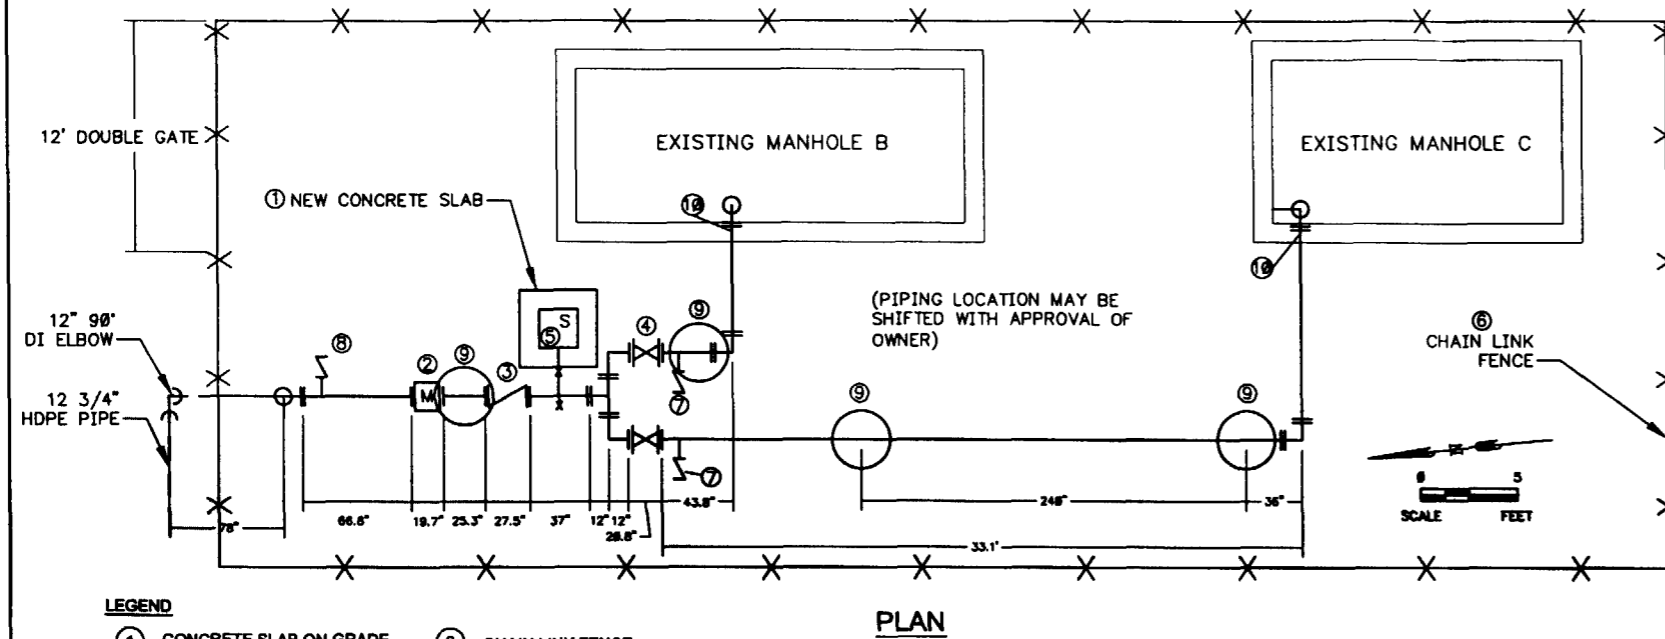 12' DOUBLE GATE
EXISTING MANHOLE B
EXISTING MANHOLE C
① NEW CONCRETE SLAB
10
10
S
⑤
④
⑨
(PIPING LOCATION MAY BE
SHIFTED WITH APPROVAL OF
OWNER)
⑥
CHAIN LINK
FENCE
12" 90°
DI ELBOW
12 3/4"
HDPE PIPE
⑧
②
⑨
③
M
⑦
⑨
⑨
⑦
78"
66.6"
19.7"
25.3"
27.5"
37"
12"
12"
43.8"
248"
36"
33.1'
0
5
SCALE
FEET
LEGEND
PLAN
CONCRETE SLAB ON GRADE
CHAIN LINK FENCE